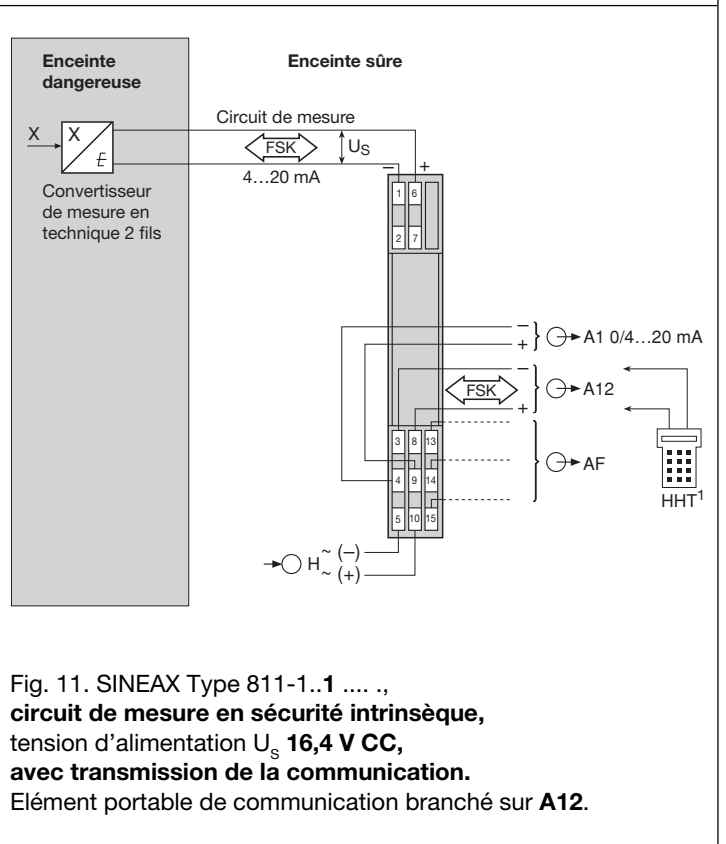 Enceinte
dangereuse
Enceinte sûre
Circuit de mesure
X
X
E
FSK
US
4...20 mA
– +
Convertisseur
de mesure en
technique 2 fils
1 6
2 7
– A1 0/4...20 mA
+
– A12
FSK
+
3 8 13
4 9 14
AF
5 10 15
HHT1
H ~ (–)
~ (+)
Fig. 11. SINEAX Type 811-1..1 .... .,
circuit de mesure en sécurité intrinsèque,
tension d'alimentation US 16,4 V CC,
avec transmission de la communication.
Elément portable de communication branché sur A12.